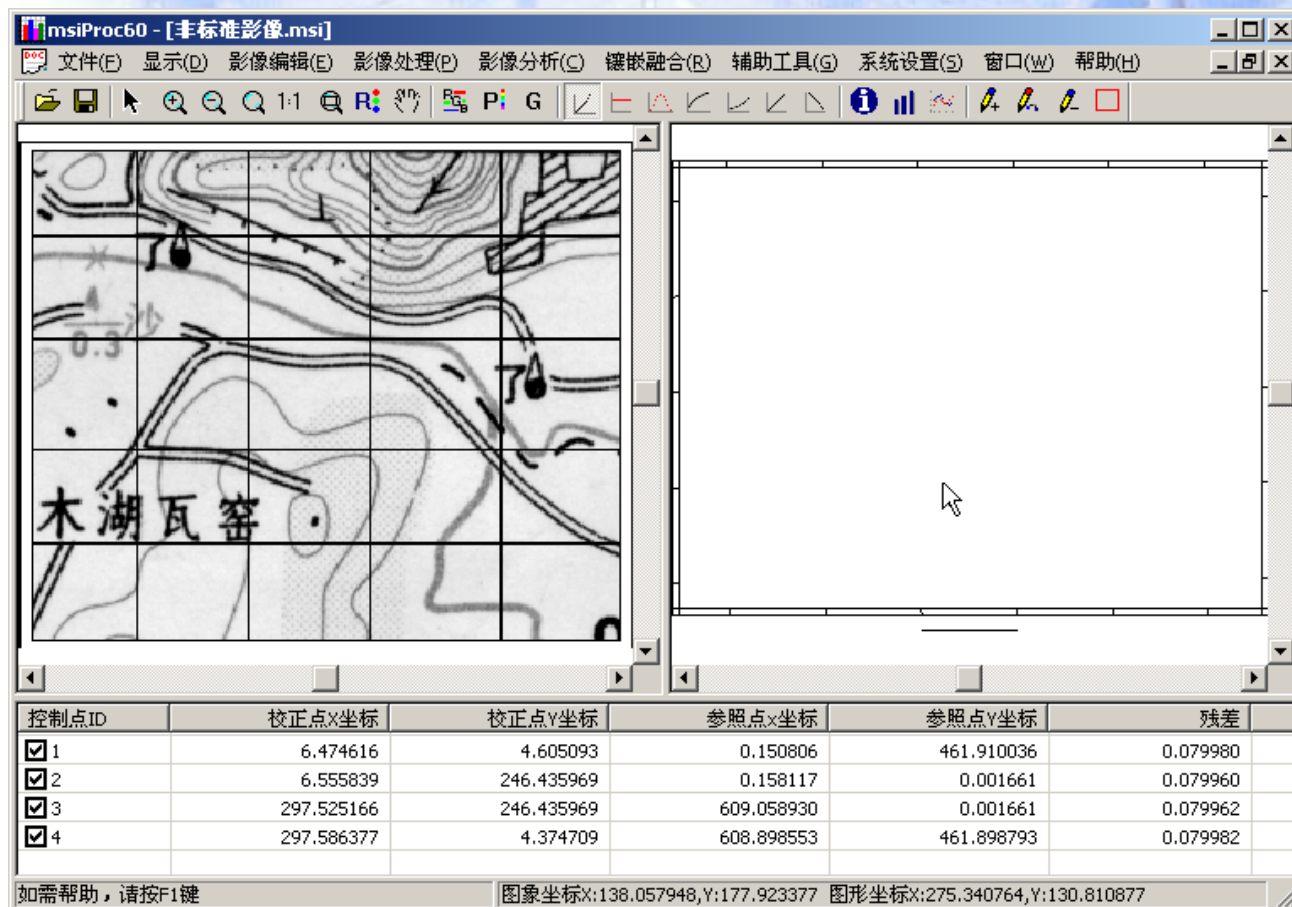 msiProc60 - [非标准影像.msi]
文件(F) 显示(D) 影像编辑(E) 影像处理(P) 影像分析(C) 镶嵌融合(R) 辅助工具(G) 系统设置(S) 窗口(W) 帮助(H)
1:1 R RGB P G
了
4
0.3 沙
了
木湖瓦窑
控制点ID 校正点X坐标 校正点Y坐标 参照点x坐标 参照点Y坐标 残差
1 6.474616 4.605093 0.150806 461.910036 0.079980
2 6.555839 246.435969 0.158117 0.001661 0.079960
3 297.525166 246.435969 609.058930 0.001661 0.079962
4 297.586377 4.374709 608.898553 461.898793 0.079982
如需帮助，请按F1键 图象坐标X:138.057948,Y:177.923377 图形坐标X:275.340764,Y:130.810877